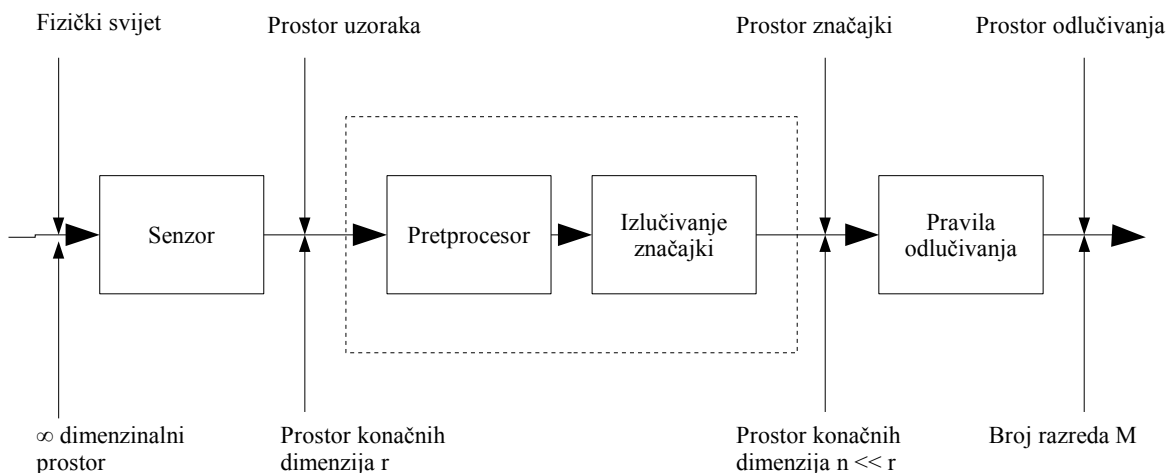 Fizički svijet
Prostor uzoraka
Prostor značajki
Prostor odlučivanja
Senzor
Pretprocesor
Izlučivanje
značajki
Pravila
odlučivanja
∞ dimenzinalni
prostor
Prostor konačnih
dimenzija r
Prostor konačnih
dimenzija n << r
Broj razreda M